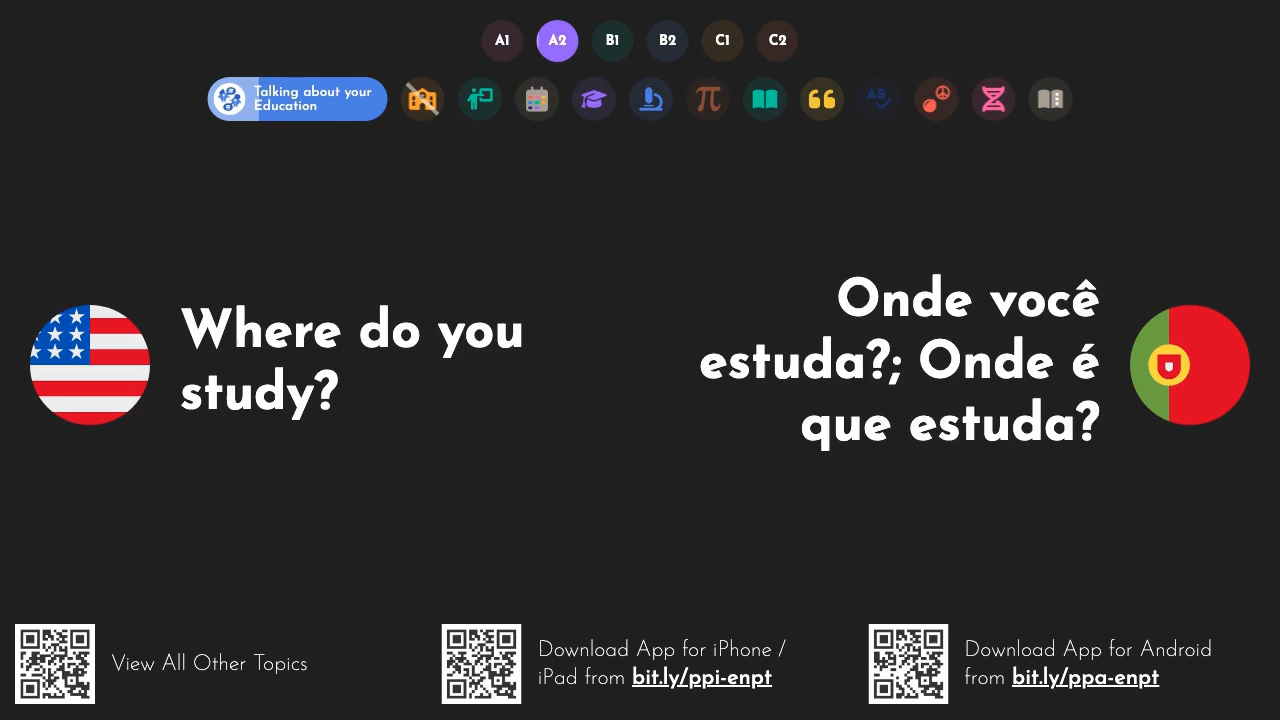 A1 A2 B1 B2 C1 C2
Talking about your
Education
Where do you
study?
Onde você
estuda?; Onde é
que estuda?
View All Other Topics
Download App for iPhone /
iPad from bit.ly/ppi-enpt
Download App for Android
from bit.ly/ppa-enpt